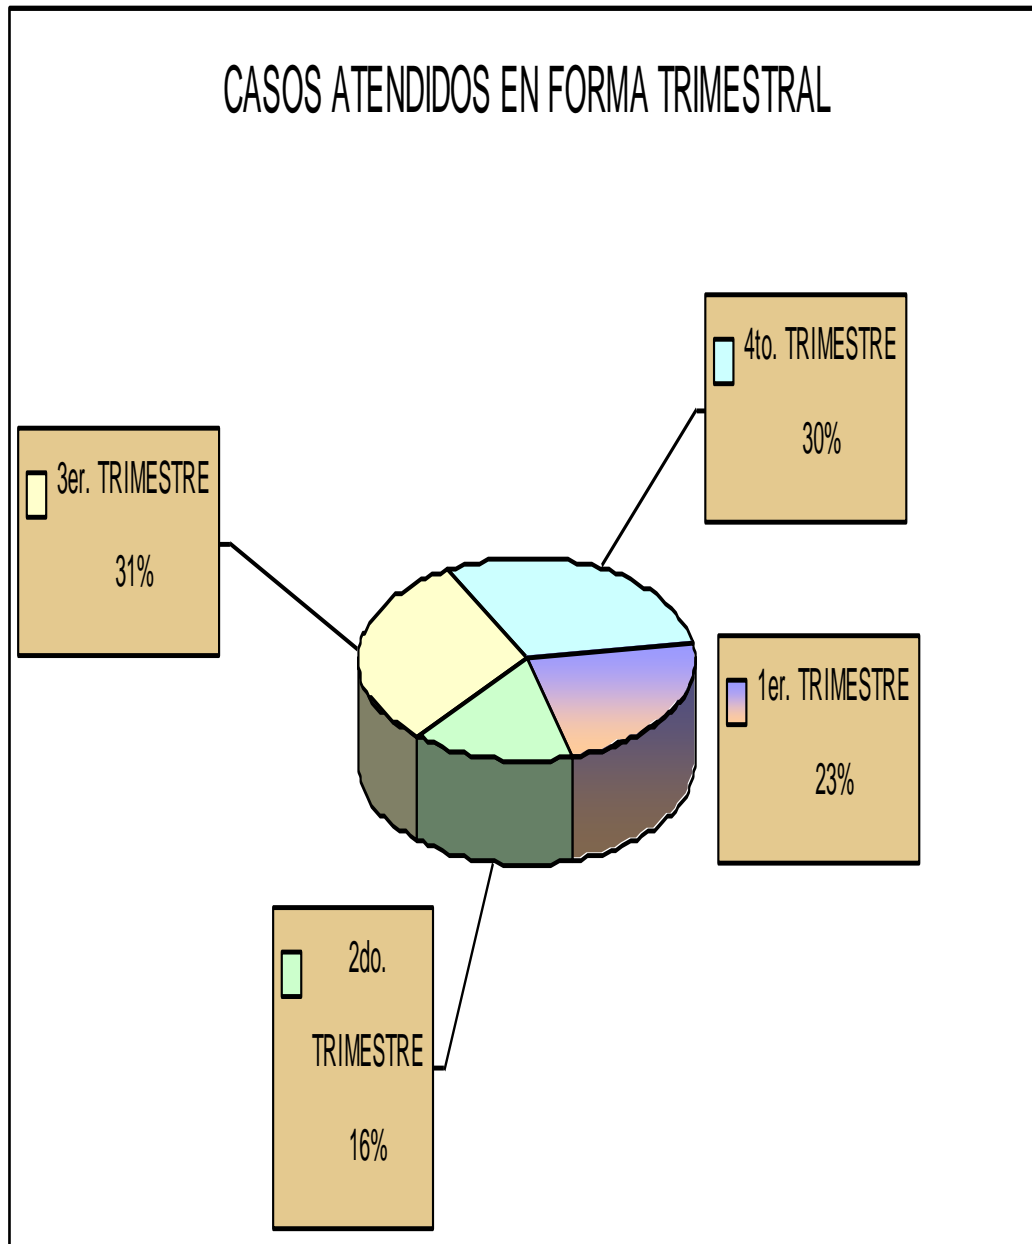 CASOS ATENDIDOS EN FORMA TRIMESTRAL
4to. TRIMESTRE
30%
3er. TRIMESTRE
31%
1er. TRIMESTRE
23%
2do.
TRIMESTRE
16%